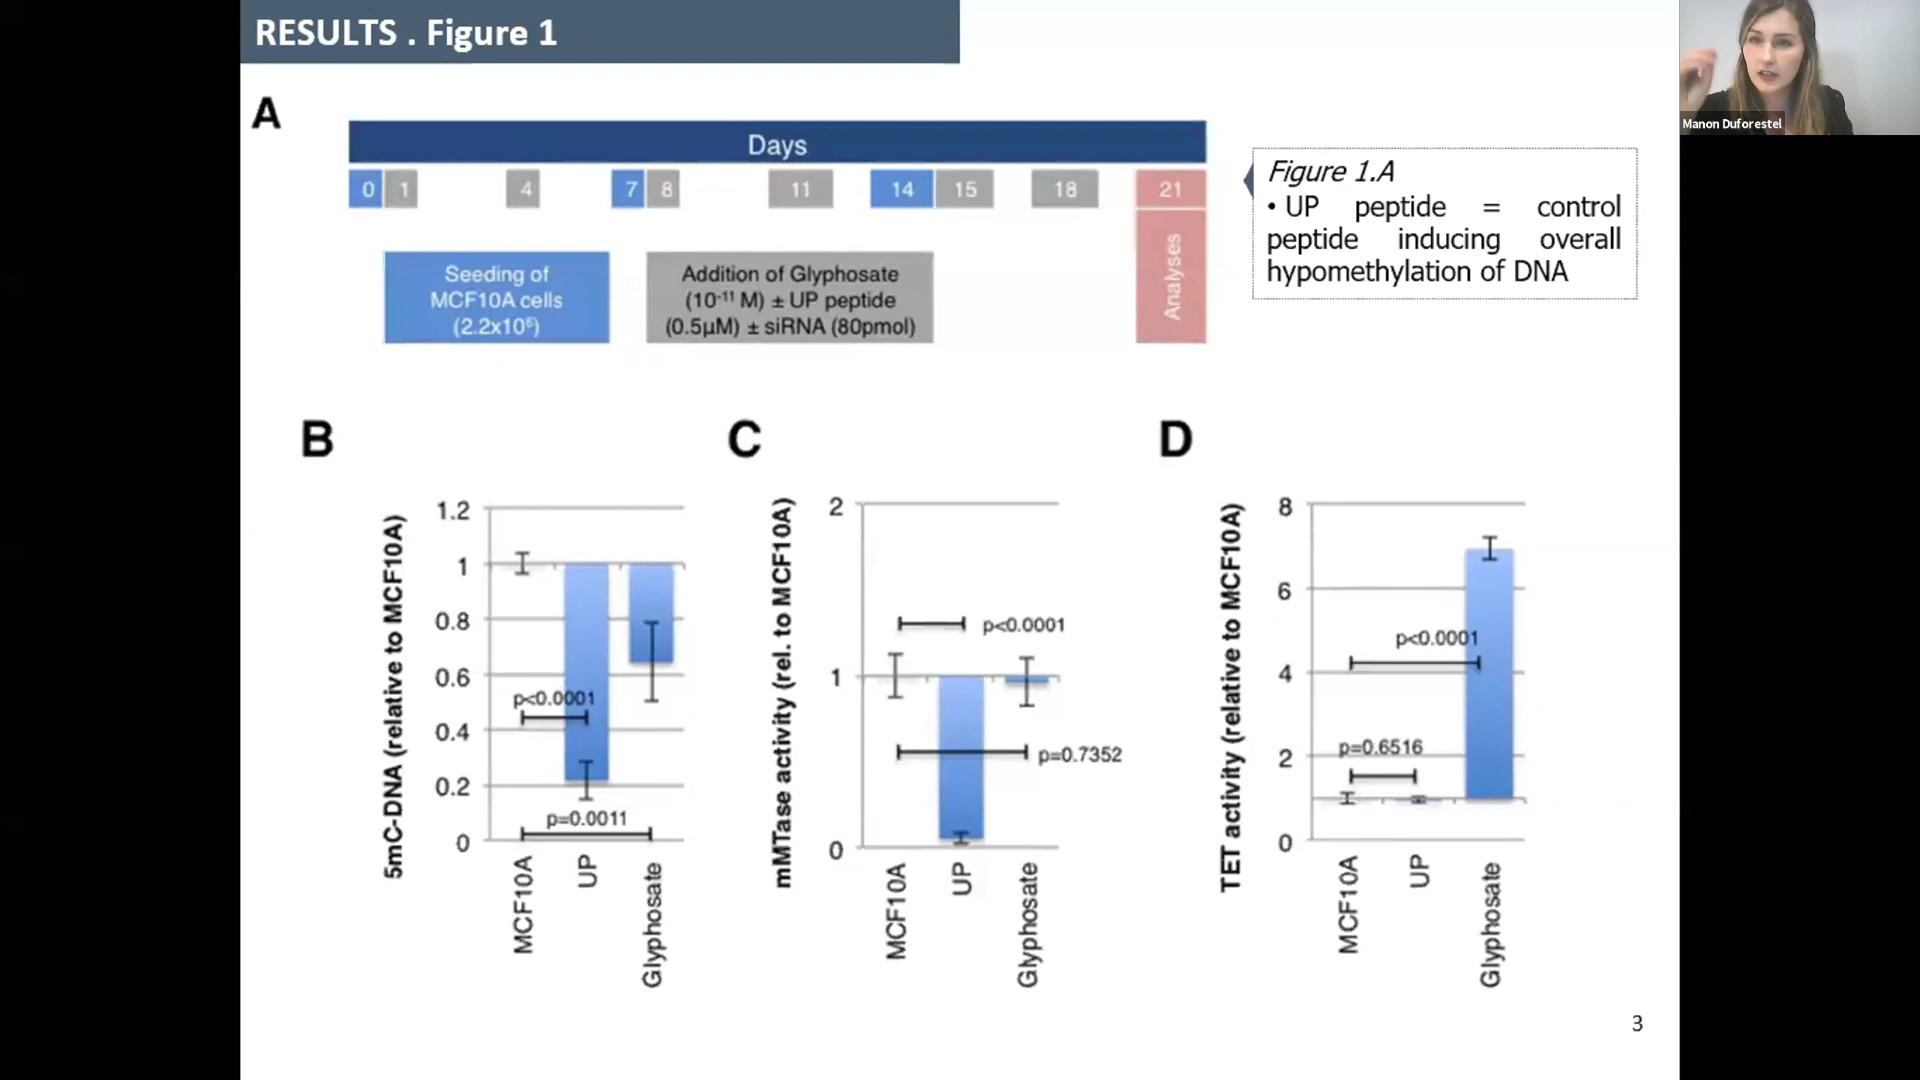 RESULTS . Figure 1
Manon Duforestel
A
Days
0 1 4 7 8 11 14 15 18 21
Seeding of
MCF10A cells
(2.2x10⁶)
Addition of Glyphosate
(10⁻¹¹ M) ± UP peptide
(0.5µM) ± siRNA (80pmol)
Analyses
Figure 1.A
• UP peptide = control
peptide inducing overall
hypomethylation of DNA
B
5mC-DNA (relative to MCF10A)
1.2
1
0.8
0.6
0.4
0.2
0
p<0.0001
p=0.0011
MCF10A
UP
Glyphosate
C
mMTase activity (rel. to MCF10A)
2
1
0
p<0.0001
p=0.7352
MCF10A
UP
Glyphosate
D
TET activity (relative to MCF10A)
8
6
4
2
0
p<0.0001
p=0.6516
MCF10A
UP
Glyphosate
3